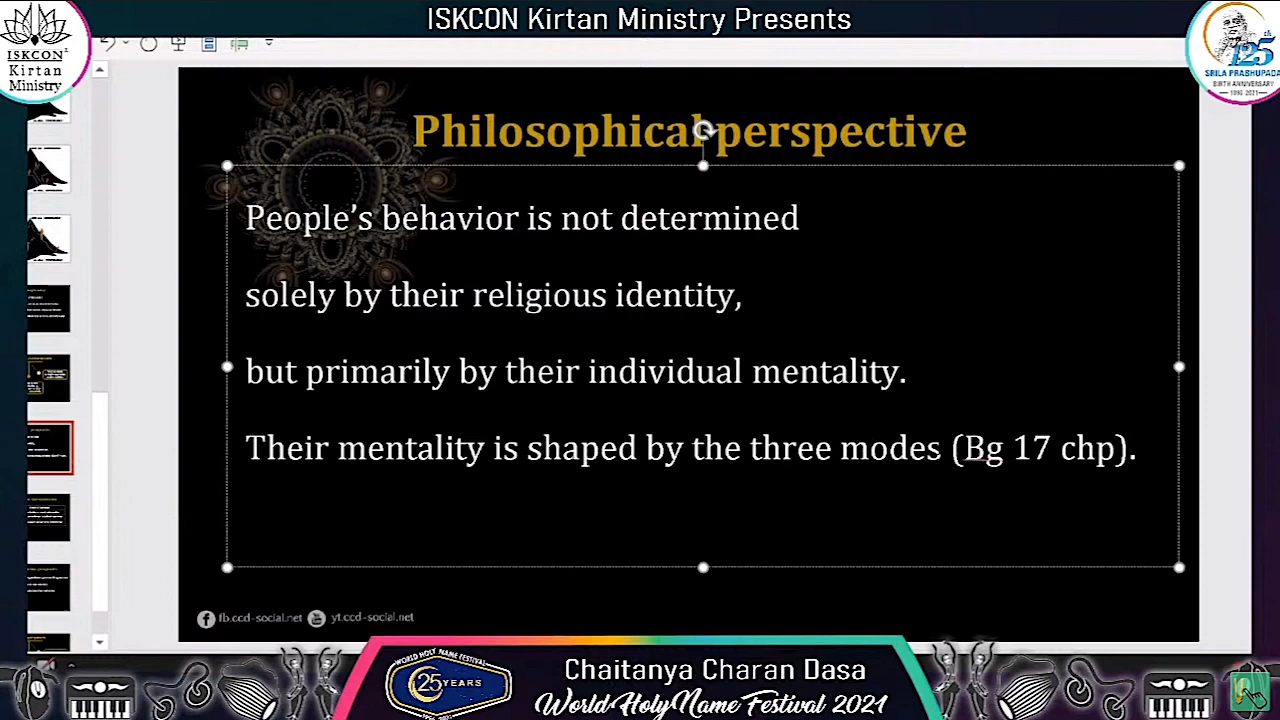 ISKCON Kirtan Ministry Presents
ISKCON
Kirtan
Ministry
125th
SRILA PRABHUPADA
BIRTH ANNIVERSARY
1896-2021
Philosophical perspective
People's behavior is not determined
solely by their religious identity,
but primarily by their individual mentality.
Their mentality is shaped by the three modes (Bg 17 chp).
fb.ccd-social.net yt.ccd-social.net
WORLD HOLY NAME FESTIVAL
25 YEARS
Chaitanya Charan Dasa
World Holy Name Festival 2021